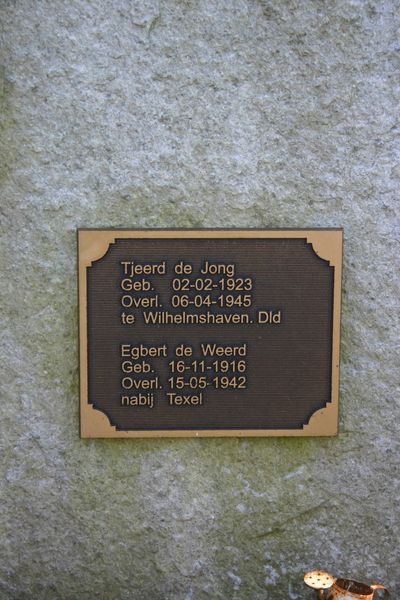 Tjeerd de Jong
Geb. 02-02-1923
Overl. 06-04-1945
te Wilhelmshaven. Dld
Egbert de Weerd
Geb. 16-11-1916
Overl. 15-05-1942
nabij Texel